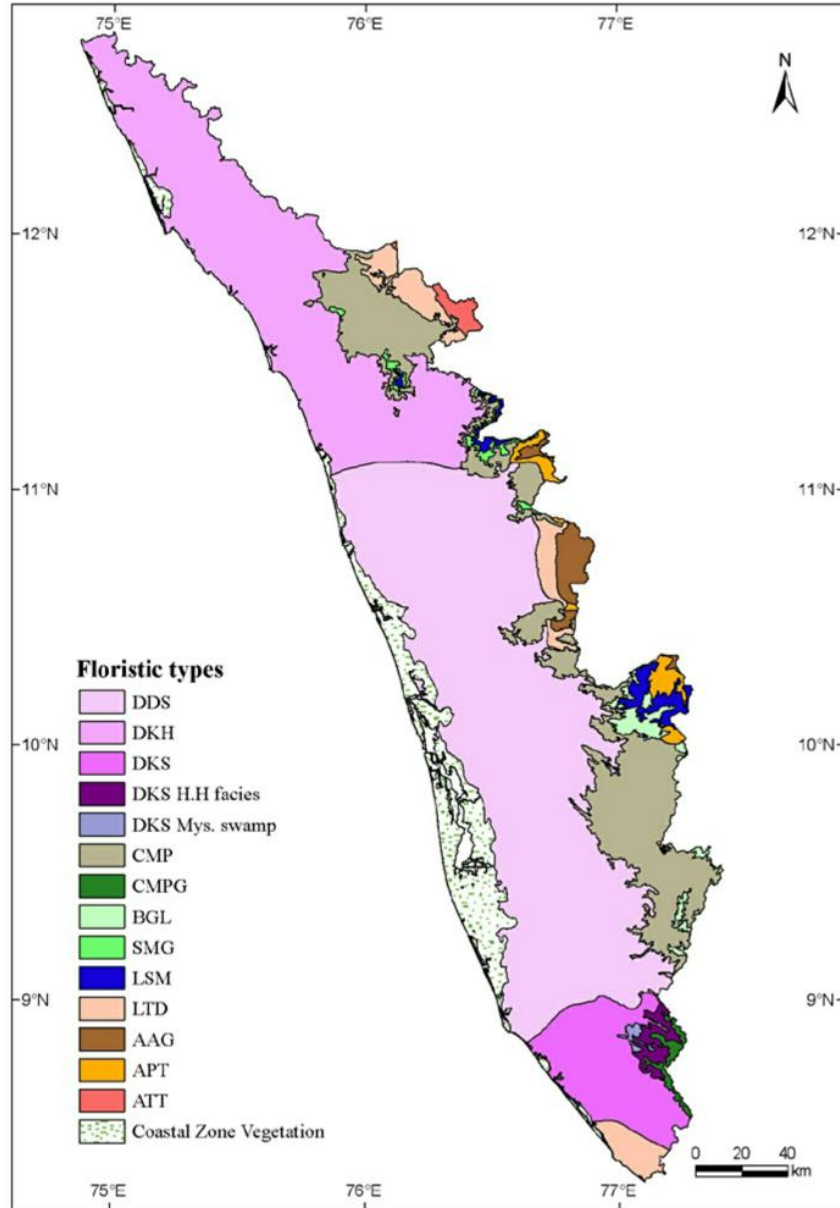 75°E 76°E 77°E
N
12°N 12°N
11°N 11°N
10°N 10°N
9°N 9°N
Floristic types
DDS
DKH
DKS
DKS H.H facies
DKS Mys. swamp
CMP
CMPG
BGL
SMG
LSM
LTD
AAG
APT
ATT
Coastal Zone Vegetation
0 20 40
km
75°E 76°E 77°E